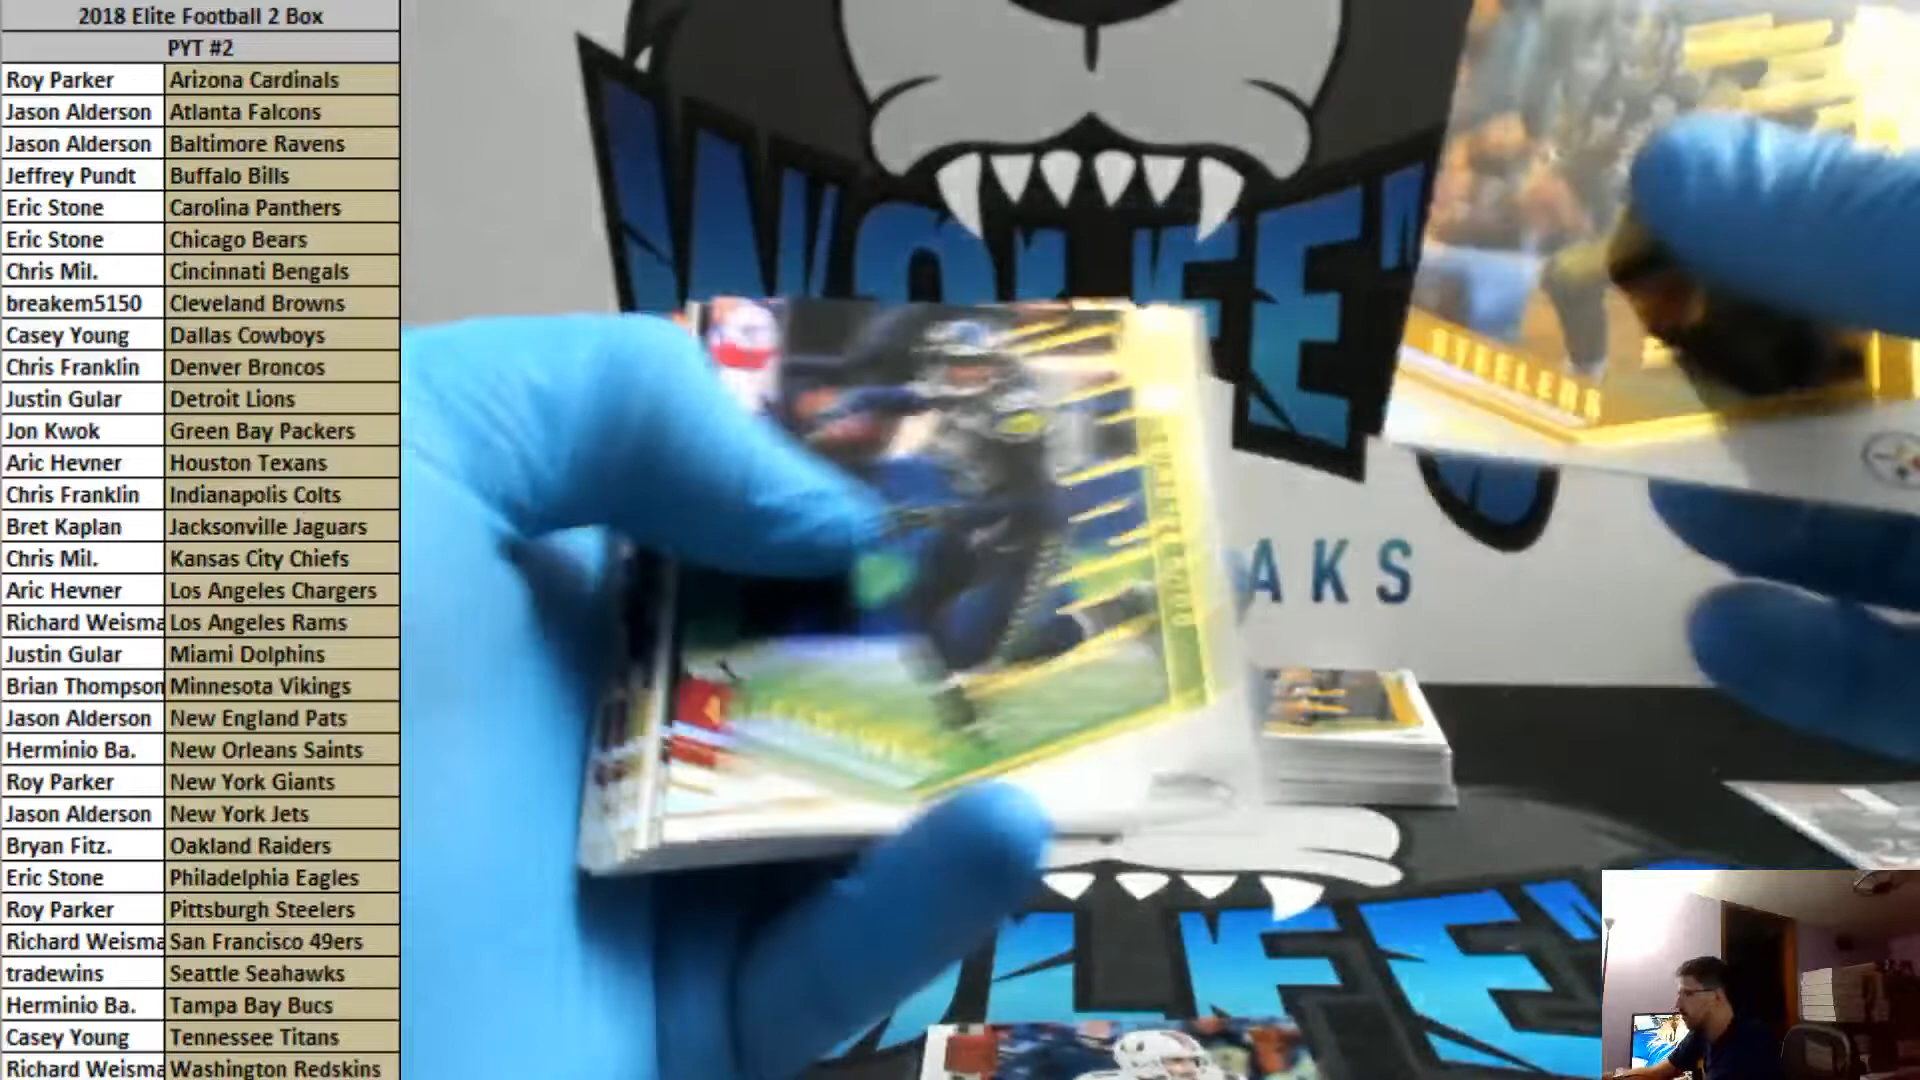 2018 Elite Football 2 Box
PYT #2
Roy Parker Arizona Cardinals
Jason Alderson Atlanta Falcons
Jason Alderson Baltimore Ravens
Jeffrey Pundt Buffalo Bills
Eric Stone Carolina Panthers
Eric Stone Chicago Bears
Chris Mil. Cincinnati Bengals
breakem5150 Cleveland Browns
Casey Young Dallas Cowboys
Chris Franklin Denver Broncos
Justin Gular Detroit Lions
Jon Kwok Green Bay Packers
Aric Hevner Houston Texans
Chris Franklin Indianapolis Colts
Bret Kaplan Jacksonville Jaguars
Chris Mil. Kansas City Chiefs
Aric Hevner Los Angeles Chargers
Richard Weisma Los Angeles Rams
Justin Gular Miami Dolphins
Brian Thompson Minnesota Vikings
Jason Alderson New England Pats
Herminio Ba. New Orleans Saints
Roy Parker New York Giants
Jason Alderson New York Jets
Bryan Fitz. Oakland Raiders
Eric Stone Philadelphia Eagles
Roy Parker Pittsburgh Steelers
Richard Weisma San Francisco 49ers
tradewins Seattle Seahawks
Herminio Ba. Tampa Bay Bucs
Casey Young Tennessee Titans
Richard Weisma Washington Redskins
WOLFE'
STEELERS
AKS
LFE'